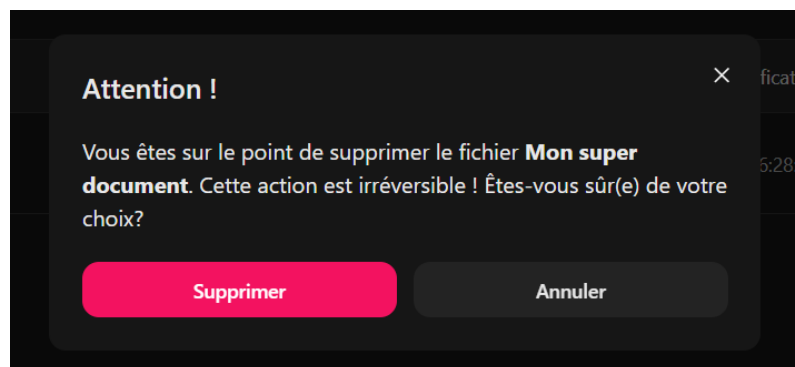 Attention !
Vous êtes sur le point de supprimer le fichier Mon super
document. Cette action est irréversible ! Êtes-vous sûr(e) de votre
choix?
Supprimer
Annuler